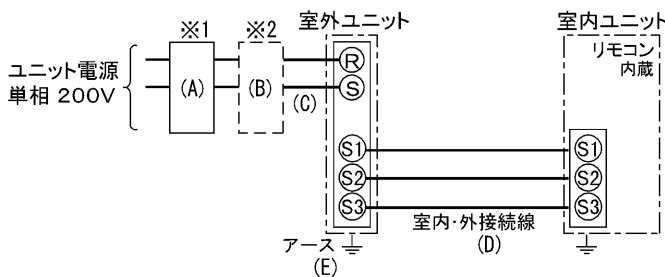 ※1
※2
室外ユニット
室内ユニット
リモコン
内蔵
ユニット電源
単相 200V
(A)
(B)
(C)
R
S
S1
S2
S3
S1
S2
S3
室内・外接続線
(D)
アース
(E)